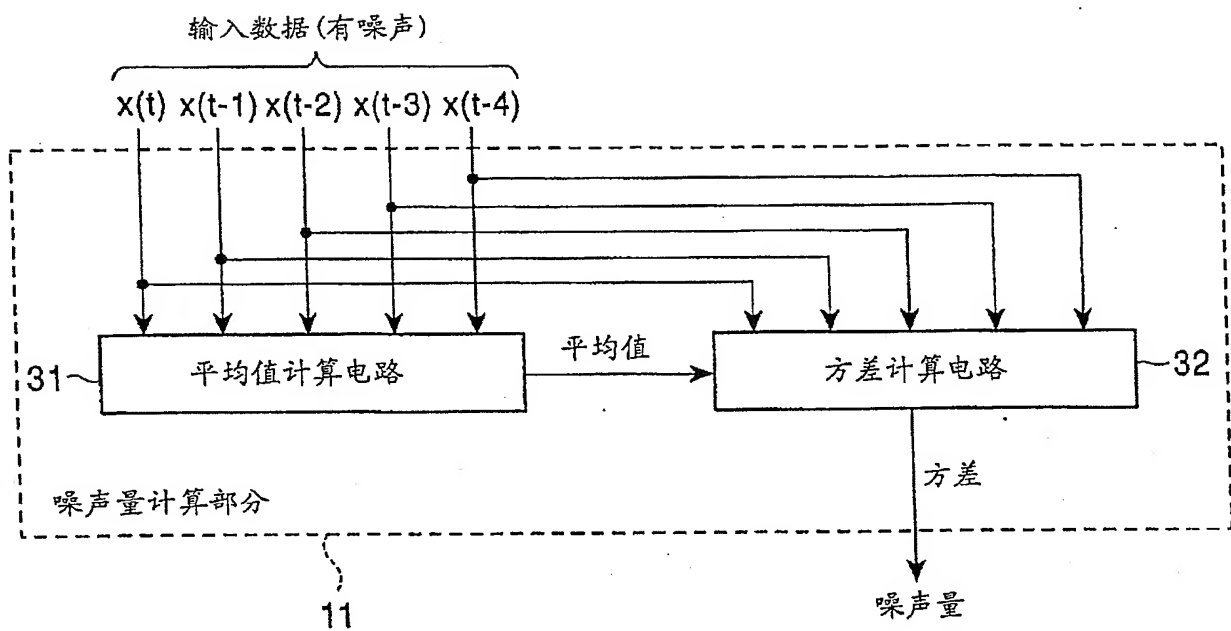 输入数据(有噪声)
x(t) x(t-1) x(t-2) x(t-3) x(t-4)
31
平均值计算电路
平均值
方差计算电路
32
噪声量计算部分
方差
11
噪声量